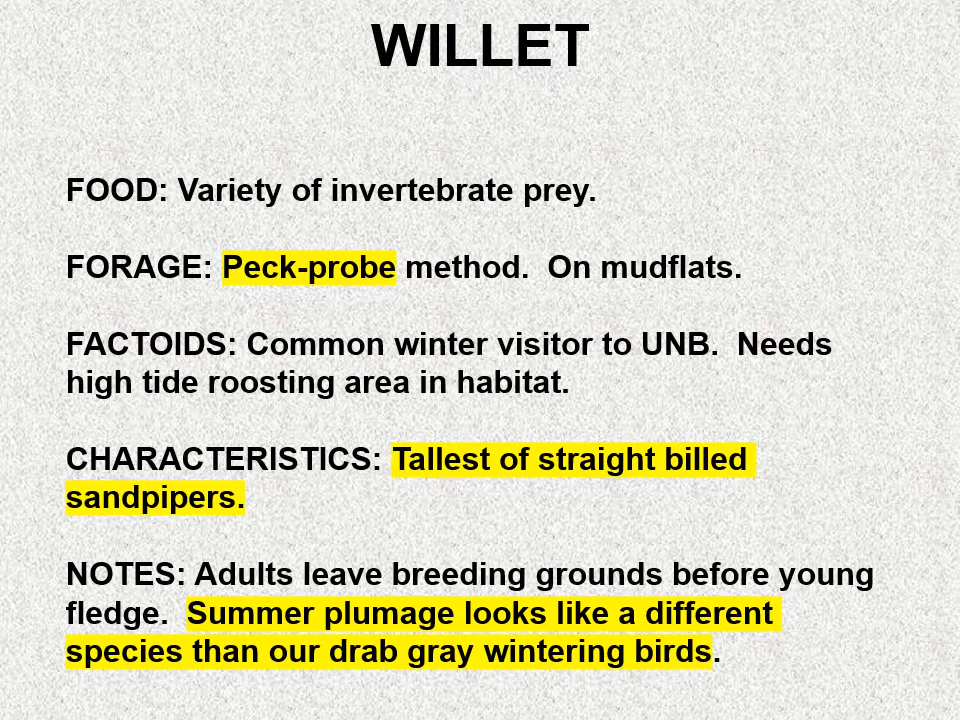 WILLET
FOOD: Variety of invertebrate prey.
FORAGE: Peck-probe method.  On mudflats.
FACTOIDS: Common winter visitor to UNB.  Needs
high tide roosting area in habitat.
CHARACTERISTICS: Tallest of straight billed
sandpipers.
NOTES: Adults leave breeding grounds before young
fledge.  Summer plumage looks like a different
species than our drab gray wintering birds.